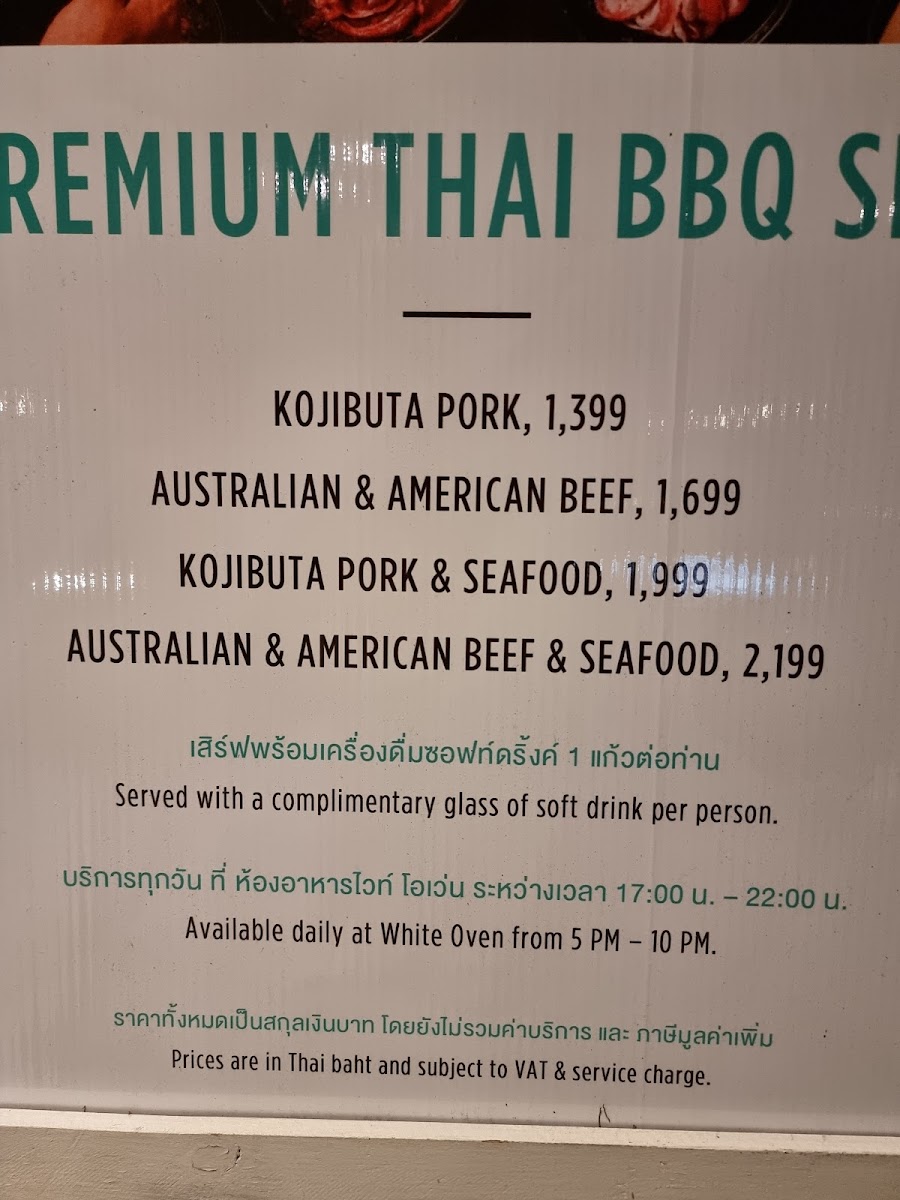 REMIUM THAI BBQ S
KOJIBUTA PORK, 1,399
AUSTRALIAN & AMERICAN BEEF, 1,699
KOJIBUTA PORK & SEAFOOD, 1,999
AUSTRALIAN & AMERICAN BEEF & SEAFOOD, 2,199
เสิร์ฟพร้อมเครื่องดื่มซอฟท์ดริ้งค์ 1 แก้วต่อท่าน
Served with a complimentary glass of soft drink per person.
บริการทุกวัน ที่ ห้องอาหารไวท์ โอเว่น ระหว่างเวลา 17:00 น. – 22:00 น.
Available daily at White Oven from 5 PM – 10 PM.
ราคาทั้งหมดเป็นสกุลเงินบาท โดยยังไม่รวมค่าบริการ และ ภาษีมูลค่าเพิ่ม
Prices are in Thai baht and subject to VAT & service charge.